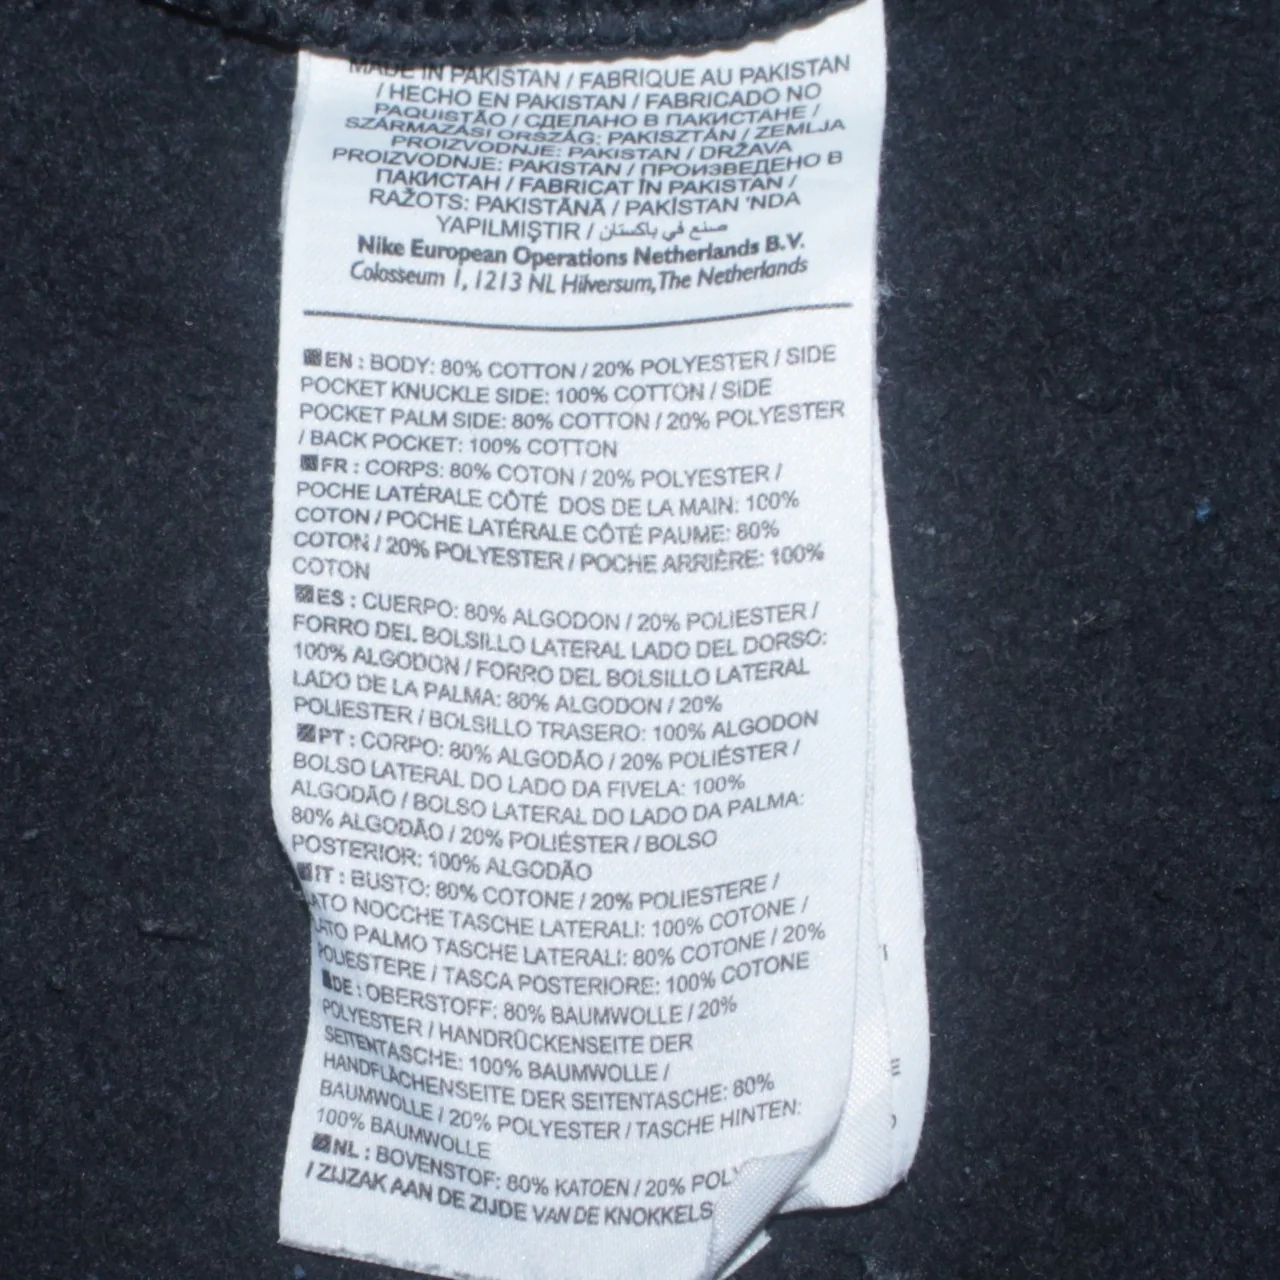 MADE IN PAKISTAN / FABRIQUE AU PAKISTAN
/ HECHO EN PAKISTAN / FABRICADO NO
PAQUISTÃO / СДЕЛАНО В ПАКИСТАНЕ /
SZÁRMAZÁSI ORSZÁG: PAKISZTÁN / ZEMLJA
PROIZVODNJE: PAKISTAN / DRŽAVA
PROIZVODNJE: PAKISTAN / ПРОИЗВЕДЕНО В
ПАКИСТАН / FABRICAT ÎN PAKISTAN /
RAŽOTS: PAKISTĀNĀ / PAKİSTAN 'NDA
YAPILMIŞTIR / صنع في باكستان
Nike European Operations Netherlands B.V.
Colosseum 1, 1213 NL Hilversum, The Netherlands
EN : BODY: 80% COTTON / 20% POLYESTER / SIDE
POCKET KNUCKLE SIDE: 100% COTTON / SIDE
POCKET PALM SIDE: 80% COTTON / 20% POLYESTER
/ BACK POCKET: 100% COTTON
FR : CORPS: 80% COTON / 20% POLYESTER /
POCHE LATÉRALE CÔTÉ DOS DE LA MAIN: 100%
COTON / POCHE LATÉRALE CÔTÉ PAUME: 80%
COTON / 20% POLYESTER / POCHE ARRIÈRE: 100%
COTON
ES : CUERPO: 80% ALGODON / 20% POLIESTER /
FORRO DEL BOLSILLO LATERAL LADO DEL DORSO:
100% ALGODON / FORRO DEL BOLSILLO LATERAL
LADO DE LA PALMA: 80% ALGODON / 20%
POLIESTER / BOLSILLO TRASERO: 100% ALGODON
PT : CORPO: 80% ALGODÃO / 20% POLIÉSTER /
BOLSO LATERAL DO LADO DA FIVELA: 100%
ALGODÃO / BOLSO LATERAL DO LADO DA PALMA:
80% ALGODÃO / 20% POLIÉSTER / BOLSO
POSTERIOR: 100% ALGODÃO
IT : BUSTO: 80% COTONE / 20% POLIESTERE /
LATO NOCCHE TASCHE LATERALI: 100% COTONE /
LATO PALMO TASCHE LATERALI: 80% COTONE / 20%
POLIESTERE / TASCA POSTERIORE: 100% COTONE
DE : OBERSTOFF: 80% BAUMWOLLE / 20%
POLYESTER / HANDRÜCKENSEITE DER
SEITENTASCHE: 100% BAUMWOLLE /
HANDFLÄCHENSEITE DER SEITENTASCHE: 80%
BAUMWOLLE / 20% POLYESTER / TASCHE HINTEN:
100% BAUMWOLLE
NL : BOVENSTOF: 80% KATOEN / 20% POLY
/ ZIJZAK AAN DE ZIJDE VAN DE KNOKKELS